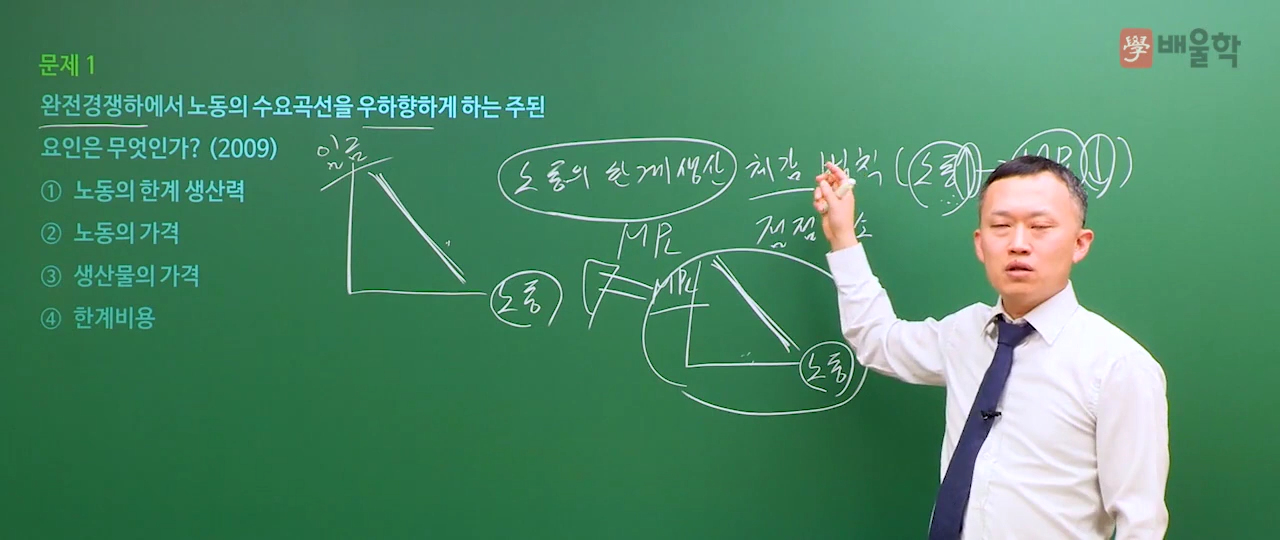 學 배울학
문제 1
완전경쟁하에서 노동의 수요곡선을 우하향하게 하는 주된
요인은 무엇인가? (2009)
① 노동의 한계 생산력
② 노동의 가격
③ 생산물의 가격
④ 한계비용
임금
노동
노동의 한계생산 체감 법칙 (노동↑→MPL↓)
MPL
점점
MPL
노동